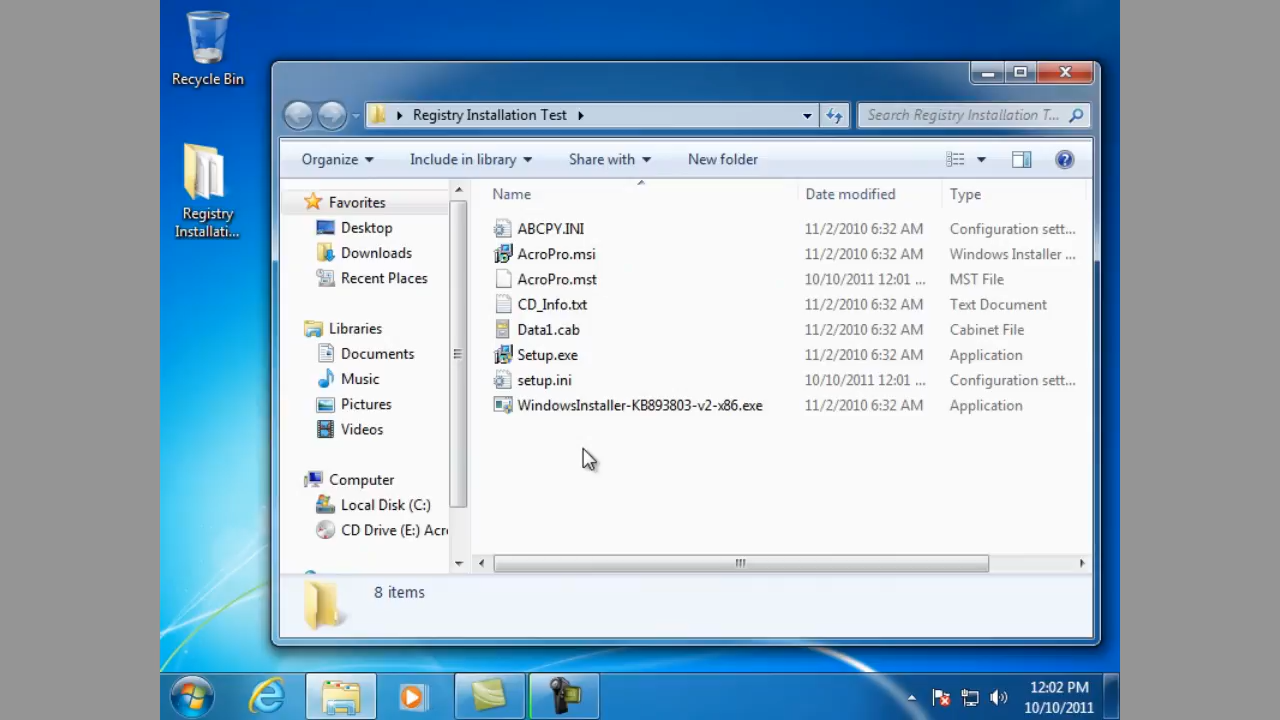 Recycle Bin
Registry
Installati...
Registry Installation Test
Search Registry Installation T...
Organize
Include in library
Share with
New folder
Favorites
Desktop
Downloads
Recent Places
Libraries
Documents
Music
Pictures
Videos
Computer
Local Disk (C:)
CD Drive (E:) Acr
Name Date modified Type
ABCPY.INI 11/2/2010 6:32 AM Configuration sett...
AcroPro.msi 11/2/2010 6:32 AM Windows Installer ...
AcroPro.mst 10/10/2011 12:01 ... MST File
CD_Info.txt 11/2/2010 6:32 AM Text Document
Data1.cab 11/2/2010 6:32 AM Cabinet File
Setup.exe 11/2/2010 6:32 AM Application
setup.ini 10/10/2011 12:01 ... Configuration sett...
WindowsInstaller-KB893803-v2-x86.exe 11/2/2010 6:32 AM Application
8 items
12:02 PM
10/10/2011